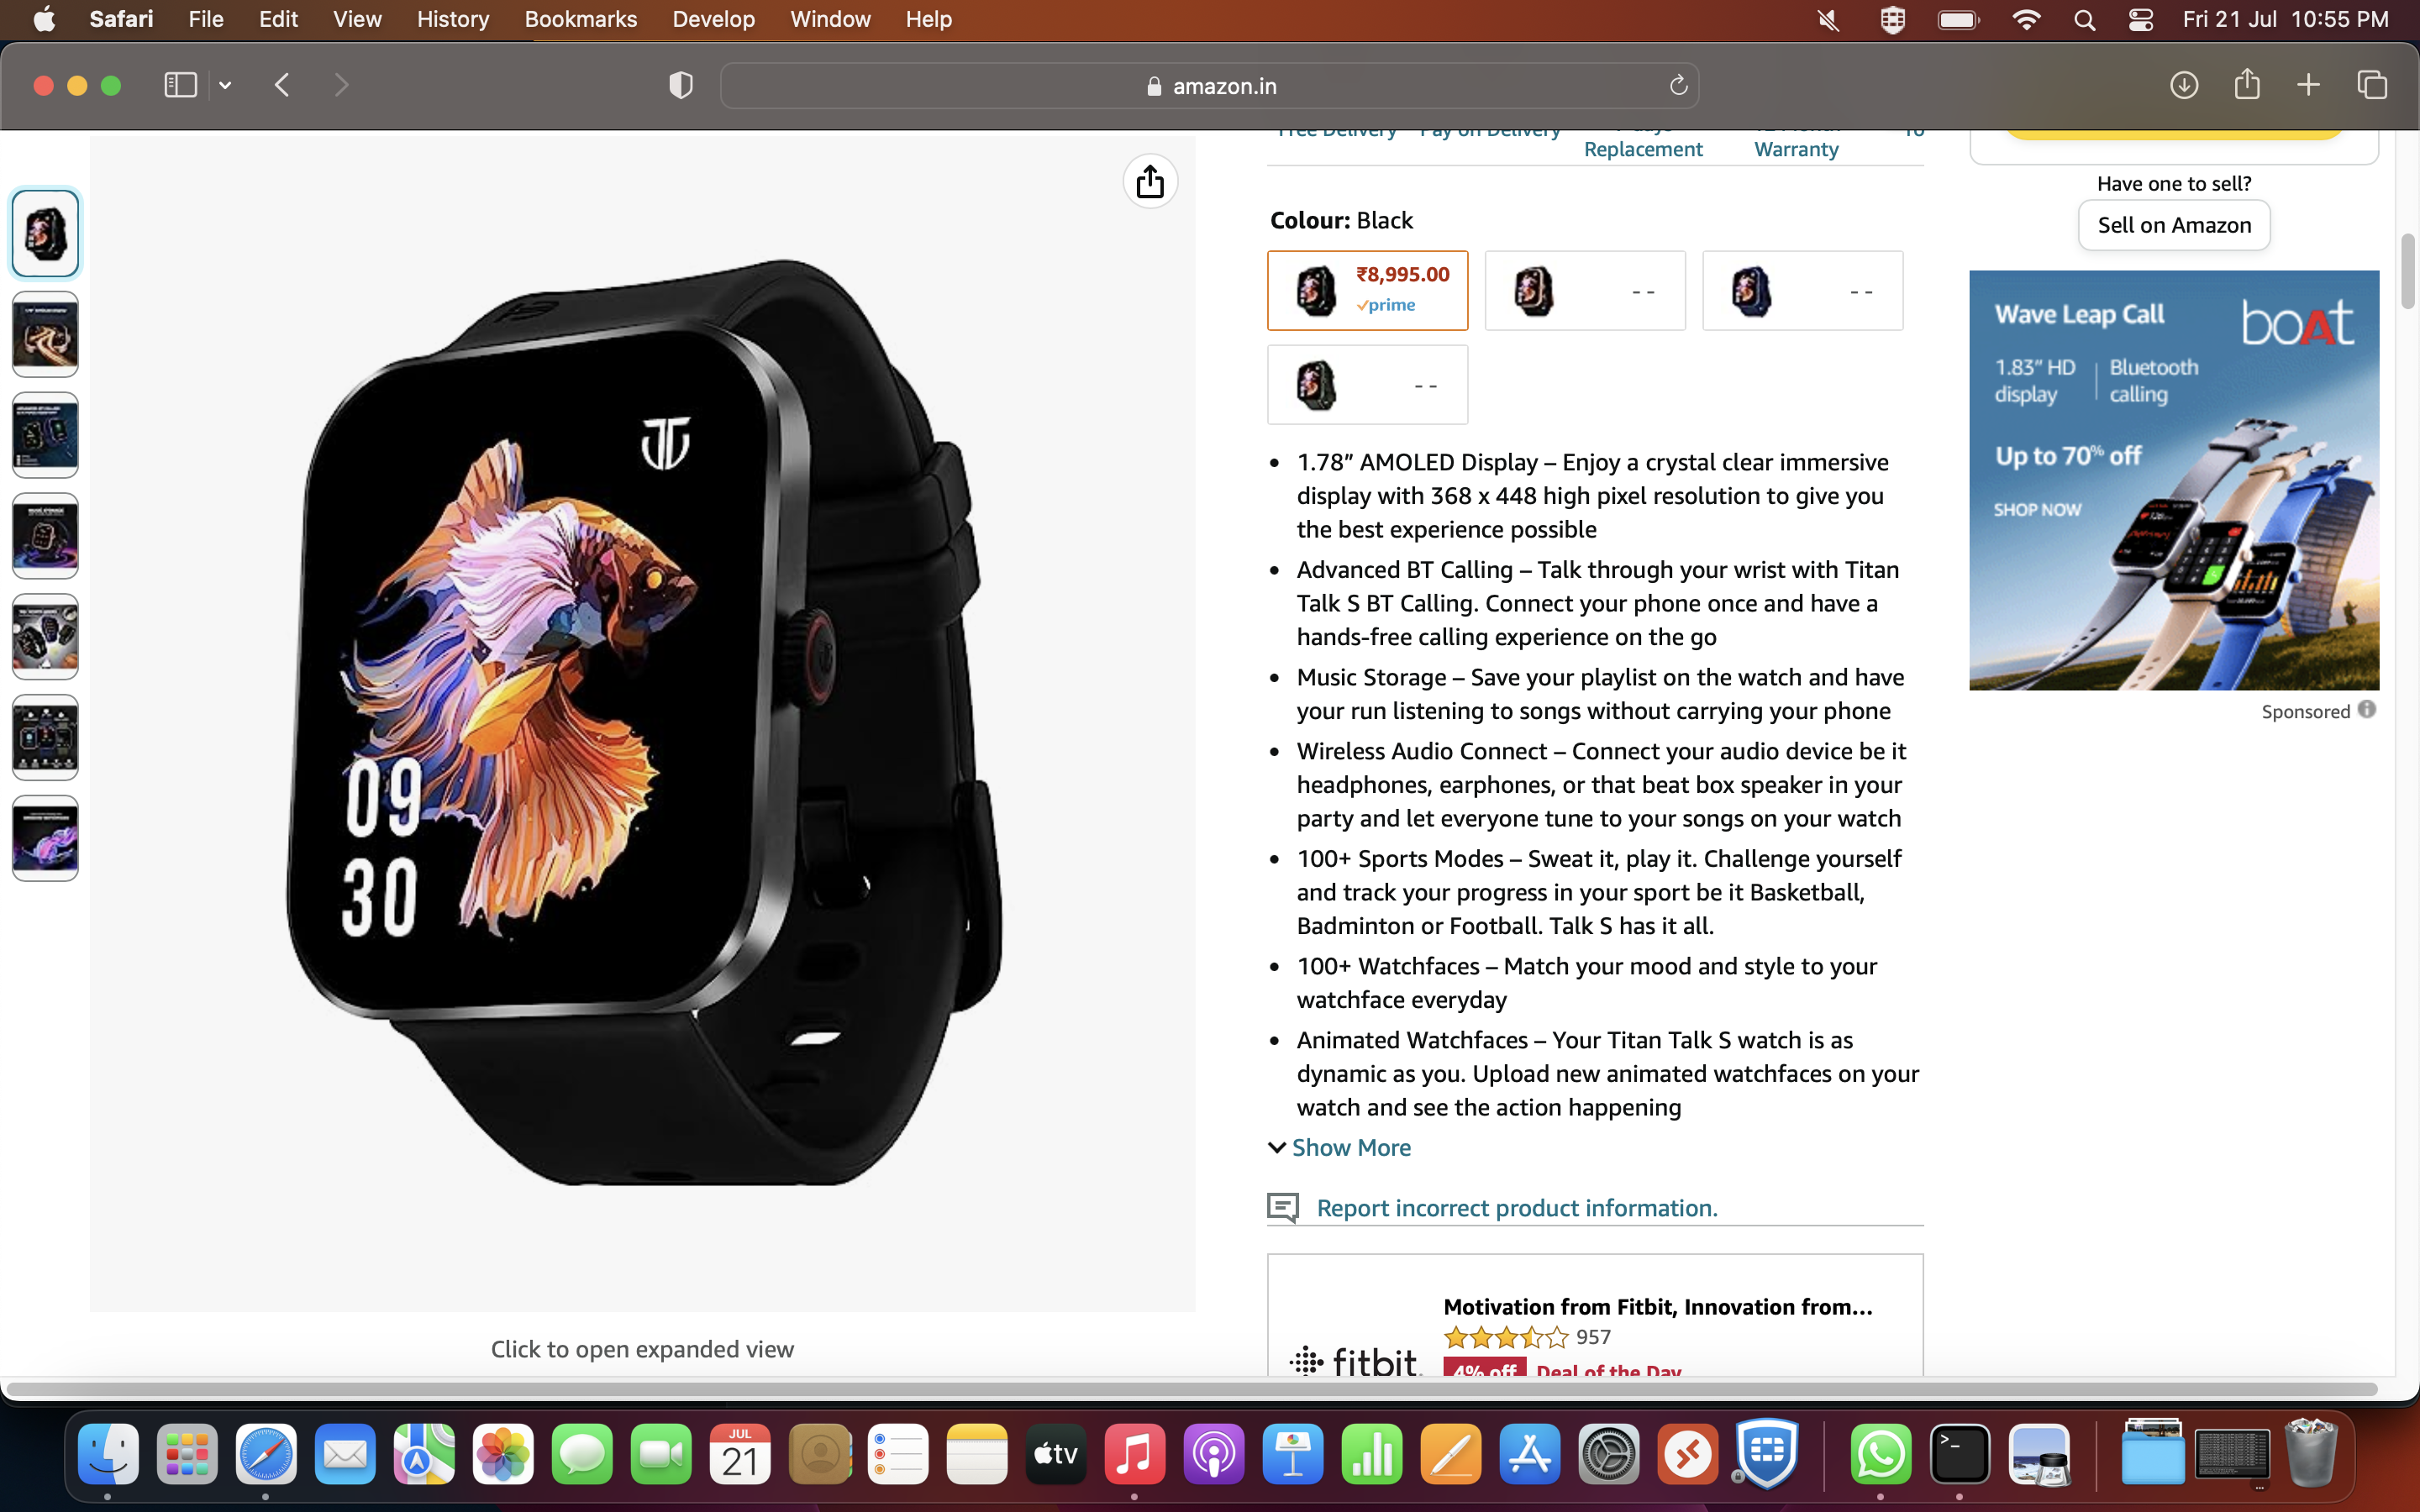 Safari File Edit View History Bookmarks Develop Window Help
Fri 21 Jul 10:55 PM
amazon.in
Free Delivery Pay on Delivery
Replacement
Warranty
Colour: Black
₹8,995.00
prime
- -
- -
- -
1.78” AMOLED Display – Enjoy a crystal clear immersive
display with 368 x 448 high pixel resolution to give you
the best experience possible
Advanced BT Calling – Talk through your wrist with Titan
Talk S BT Calling. Connect your phone once and have a
hands-free calling experience on the go
Music Storage – Save your playlist on the watch and have
your run listening to songs without carrying your phone
Wireless Audio Connect – Connect your audio device be it
headphones, earphones, or that beat box speaker in your
party and let everyone tune to your songs on your watch
100+ Sports Modes – Sweat it, play it. Challenge yourself
and track your progress in your sport be it Basketball,
Badminton or Football. Talk S has it all.
100+ Watchfaces – Match your mood and style to your
watchface everyday
Animated Watchfaces – Your Titan Talk S watch is as
dynamic as you. Upload new animated watchfaces on your
watch and see the action happening
Show More
Report incorrect product information.
Motivation from Fitbit, Innovation from...
957
fitbit
4% off Deal of the Day
09
30
Click to open expanded view
Have one to sell?
Sell on Amazon
Wave Leap Call
boAt
1.83” HD
display
Bluetooth
calling
Up to 70% off
SHOP NOW
Sponsored
JUL
21
tv